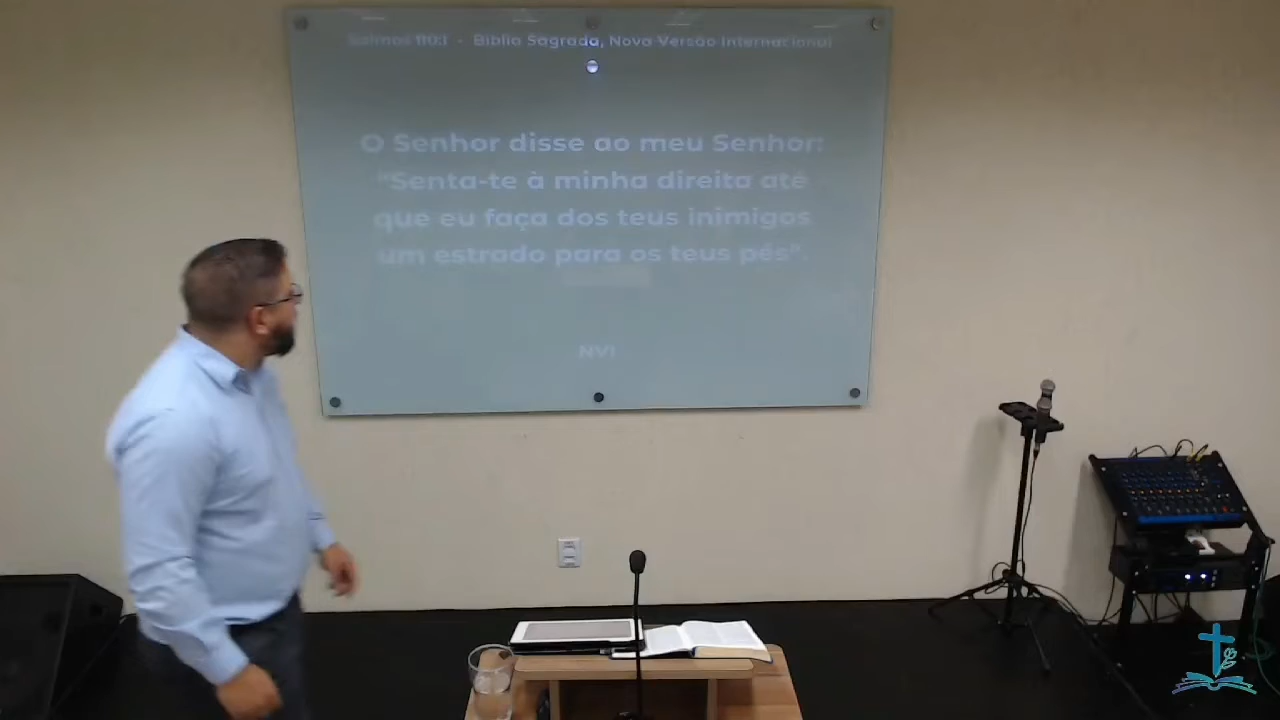 Salmos 110:1 - Bíblia Sagrada, Nova Versão Internacional
O Senhor disse ao meu Senhor:
"Senta-te à minha direita até
que eu faça dos teus inimigos
um estrado para os teus pés".
NVI